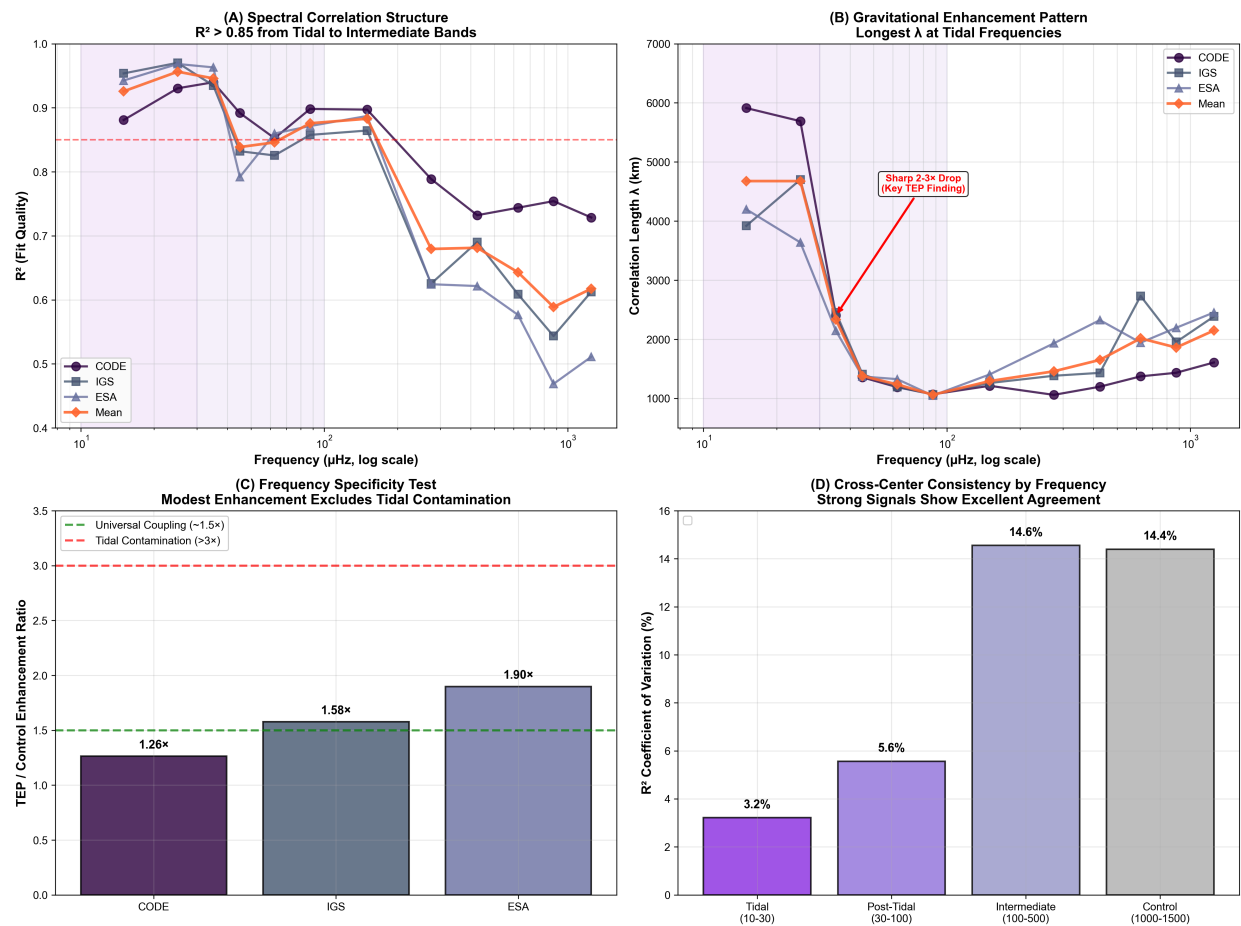 (A) Spectral Correlation Structure
R² > 0.85 from Tidal to Intermediate Bands
1.0
0.9
0.8
0.7
0.6
0.5
0.4
R² (Fit Quality)
CODE
IGS
ESA
Mean
10¹
10²
10³
Frequency (μHz, log scale)
(B) Gravitational Enhancement Pattern
Longest λ at Tidal Frequencies
7000
6000
5000
4000
3000
2000
1000
Correlation Length λ (km)
CODE
IGS
ESA
Mean
Sharp 2-3× Drop
(Key TEP Finding)
10¹
10²
10³
Frequency (μHz, log scale)
(C) Frequency Specificity Test
Modest Enhancement Excludes Tidal Contamination
3.5
3.0
2.5
2.0
1.5
1.0
0.5
0.0
TEP / Control Enhancement Ratio
Universal Coupling (~1.5×)
Tidal Contamination (>3×)
1.26×
1.58×
1.90×
CODE
IGS
ESA
(D) Cross-Center Consistency by Frequency
Strong Signals Show Excellent Agreement
16
14
12
10
8
6
4
2
0
R² Coefficient of Variation (%)
3.2%
5.6%
14.6%
14.4%
Tidal
(10-30)
Post-Tidal
(30-100)
Intermediate
(100-500)
Control
(1000-1500)